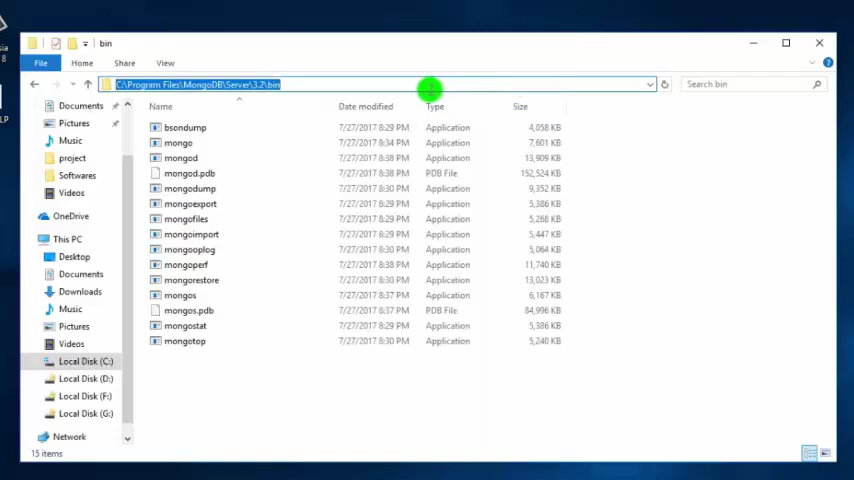 bin
File Home Share View
C:\Program Files\MongoDB\Server\3.2\bin
Search bin
Name Date modified Type Size
Documents
Pictures
Music
project
Softwares
Videos
OneDrive
This PC
Desktop
Documents
Downloads
Music
Pictures
Videos
Local Disk (C:)
Local Disk (D:)
Local Disk (F:)
Local Disk (G:)
Network
bsondump 7/27/2017 8:29 PM Application 4,058 KB
mongo 7/27/2017 8:34 PM Application 7,601 KB
mongod 7/27/2017 8:38 PM Application 13,909 KB
mongod.pdb 7/27/2017 8:38 PM PDB File 152,524 KB
mongodump 7/27/2017 8:30 PM Application 9,352 KB
mongoexport 7/27/2017 8:29 PM Application 5,386 KB
mongofiles 7/27/2017 8:29 PM Application 5,268 KB
mongoimport 7/27/2017 8:29 PM Application 5,447 KB
mongooplog 7/27/2017 8:30 PM Application 5,064 KB
mongoperf 7/27/2017 8:38 PM Application 11,740 KB
mongorestore 7/27/2017 8:30 PM Application 13,023 KB
mongos 7/27/2017 8:37 PM Application 6,167 KB
mongos.pdb 7/27/2017 8:37 PM PDB File 84,996 KB
mongostat 7/27/2017 8:29 PM Application 5,386 KB
mongotop 7/27/2017 8:30 PM Application 5,240 KB
15 items
sia
8
LP